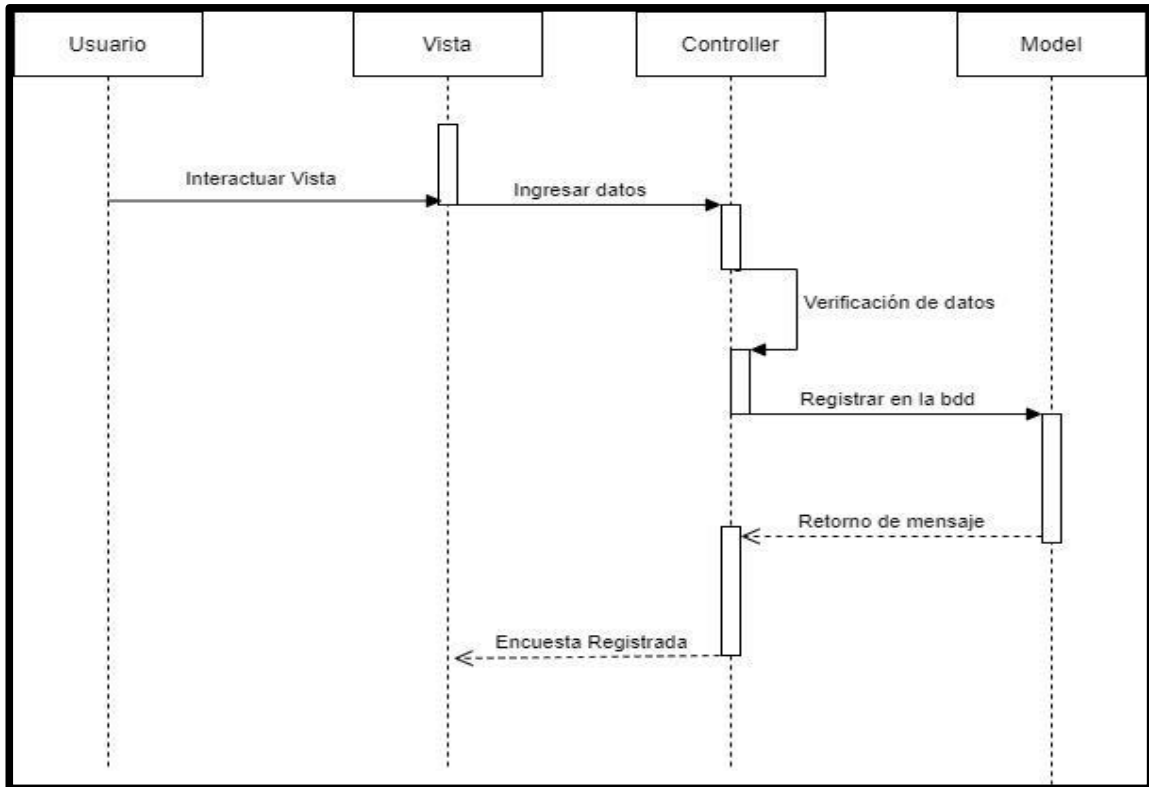 Usuario
Vista
Controller
Model
Interactuar Vista
Ingresar datos
Verificación de datos
Registrar en la bdd
Retorno de mensaje
Encuesta Registrada